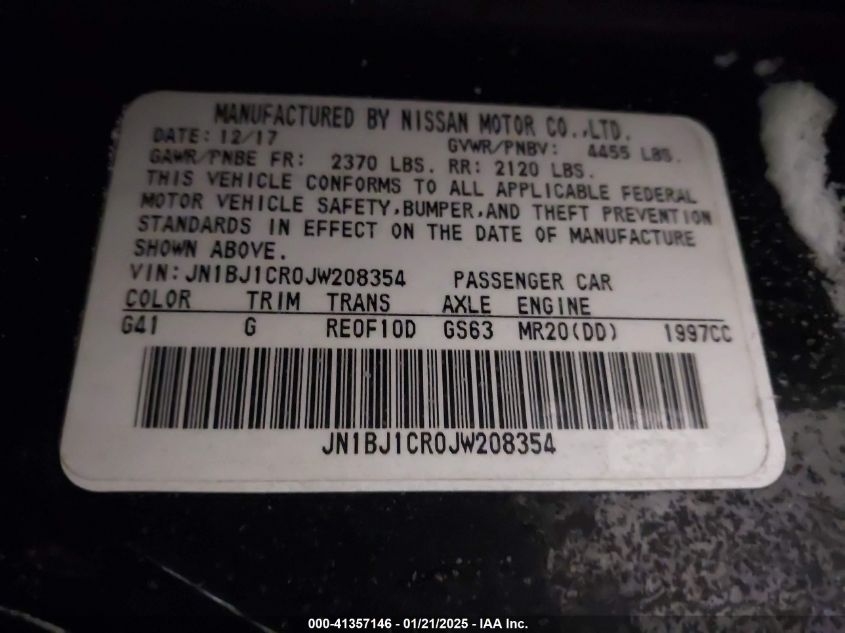 MANUFACTURED BY NISSAN MOTOR CO.,LTD.
DATE: 12/17 GVWR/PNBV: 4455 LBS.
GAWR/PNBE FR: 2370 LBS. RR: 2120 LBS.
THIS VEHICLE CONFORMS TO ALL APPLICABLE FEDERAL
MOTOR VEHICLE SAFETY,BUMPER,AND THEFT PREVENTION
STANDARDS IN EFFECT ON THE DATE OF MANUFACTURE
SHOWN ABOVE.
VIN: JN1BJ1CR0JW208354 PASSENGER CAR
COLOR TRIM TRANS AXLE ENGINE
G41 G RE0F10D GS63 MR20(DD) 1997CC
JN1BJ1CR0JW208354
000-41357146 — 01/21/2025 - IAA Inc.